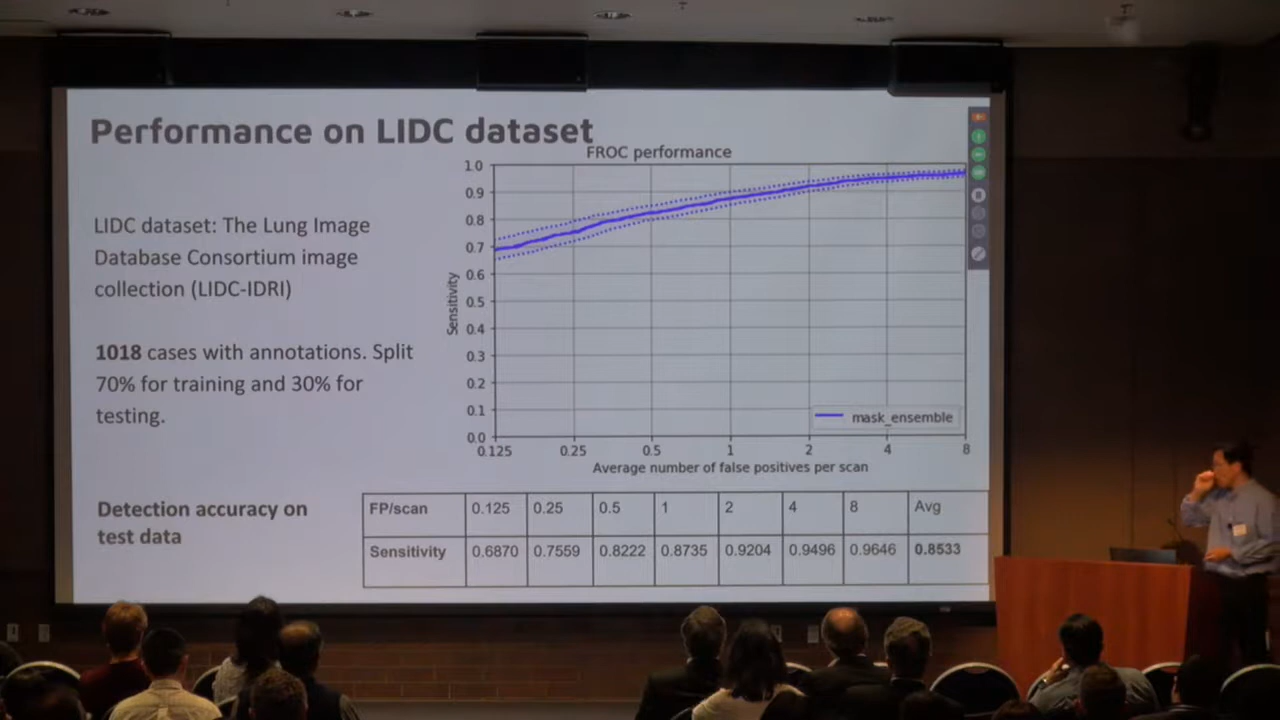 Performance on LIDC dataset
FROC performance
LIDC dataset: The Lung Image
Database Consortium image
collection (LIDC-IDRI)
1018 cases with annotations. Split
70% for training and 30% for
testing.
Sensitivity
1.0
0.9
0.8
0.7
0.6
0.5
0.4
0.3
0.2
0.1
0.0
mask_ensemble
0.125 0.25 0.5 1 2 4 8
Average number of false positives per scan
Detection accuracy on
test data
FP/scan 0.125 0.25 0.5 1 2 4 8 Avg
Sensitivity 0.6870 0.7559 0.8222 0.8735 0.9204 0.9496 0.9646 0.8533